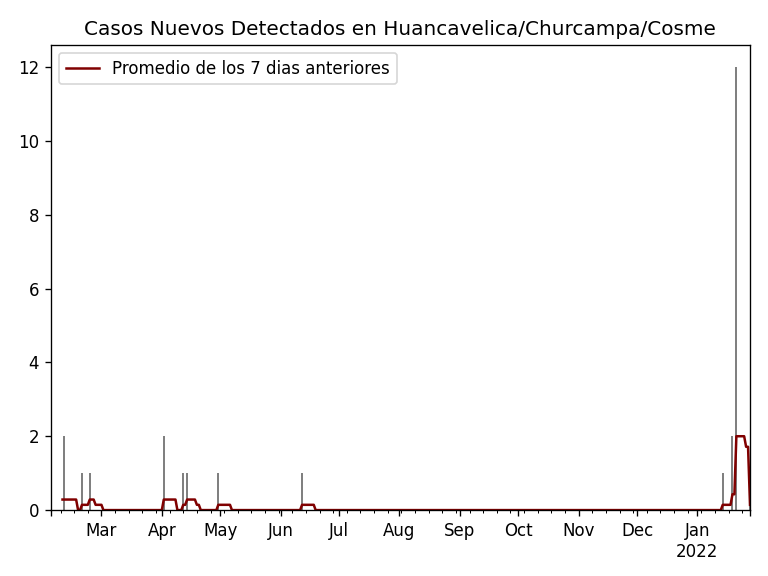 Casos Nuevos Detectados en Huancavelica/Churcampa/Cosme
Promedio de los 7 dias anteriores
12
10
8
6
4
2
0
Mar Apr May Jun Jul Aug Sep Oct Nov Dec Jan
2022